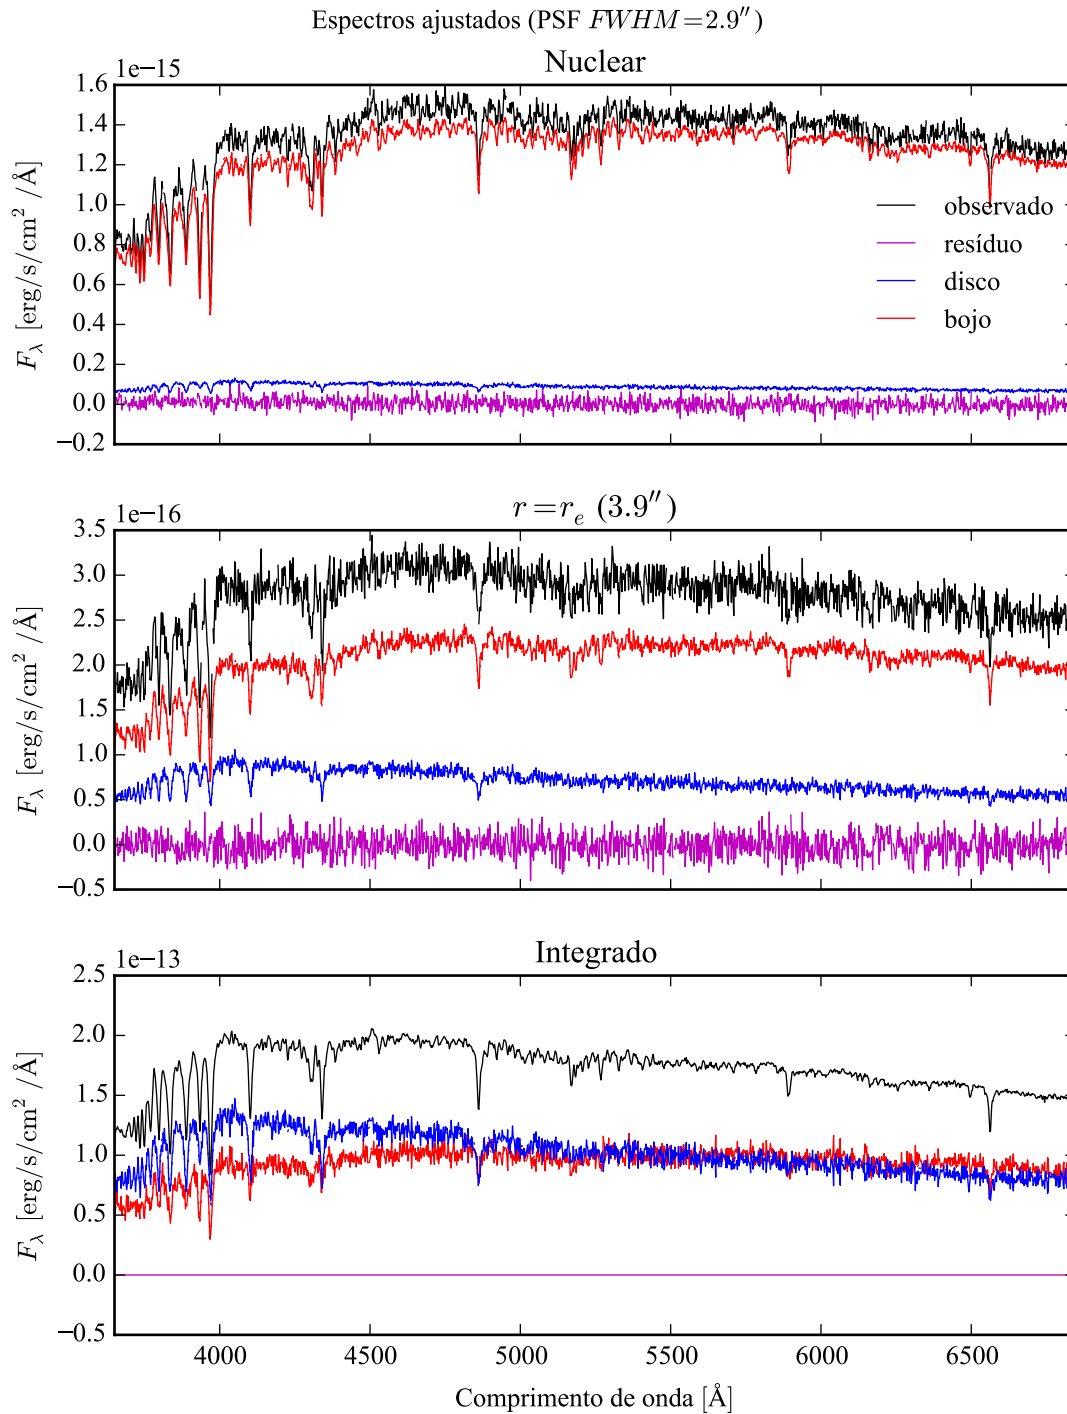 Espectros ajustados (PSF FWHM=2.9″)
1e−15
Nuclear
1.6
1.4
1.2
1.0
0.8
0.6
0.4
0.2
0.0
−0.2
F_λ [erg/s/cm² /Å]
observado
resíduo
disco
bojo
1e−16
r=r_e (3.9″)
3.5
3.0
2.5
2.0
1.5
1.0
0.5
0.0
−0.5
F_λ [erg/s/cm² /Å]
1e−13
Integrado
2.5
2.0
1.5
1.0
0.5
0.0
−0.5
F_λ [erg/s/cm² /Å]
4000 4500 5000 5500 6000 6500
Comprimento de onda [Å]